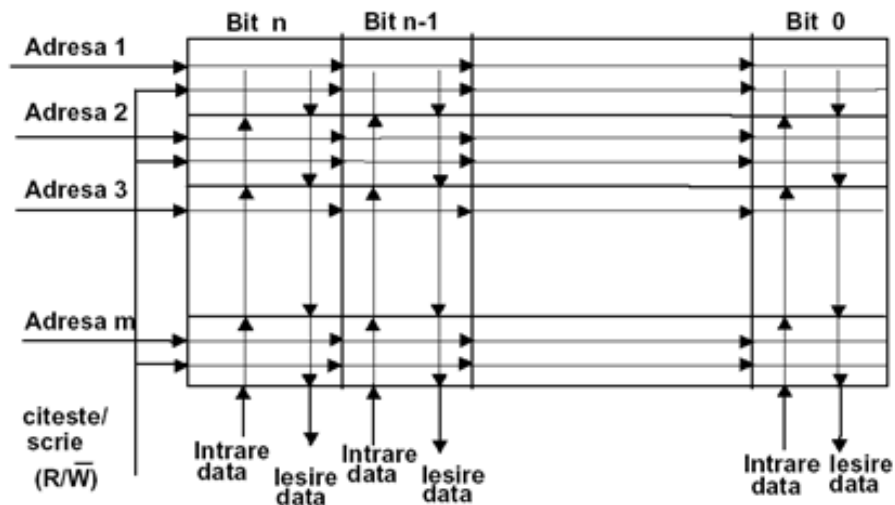 Bit n
Bit n-1
Bit 0
Adresa 1
Adresa 2
Adresa 3
Adresa m
citeste/
scrie
(R/W̅)
Intrare
data
Iesire
data
Intrare
data
Iesire
data
Intrare
data
Iesire
data